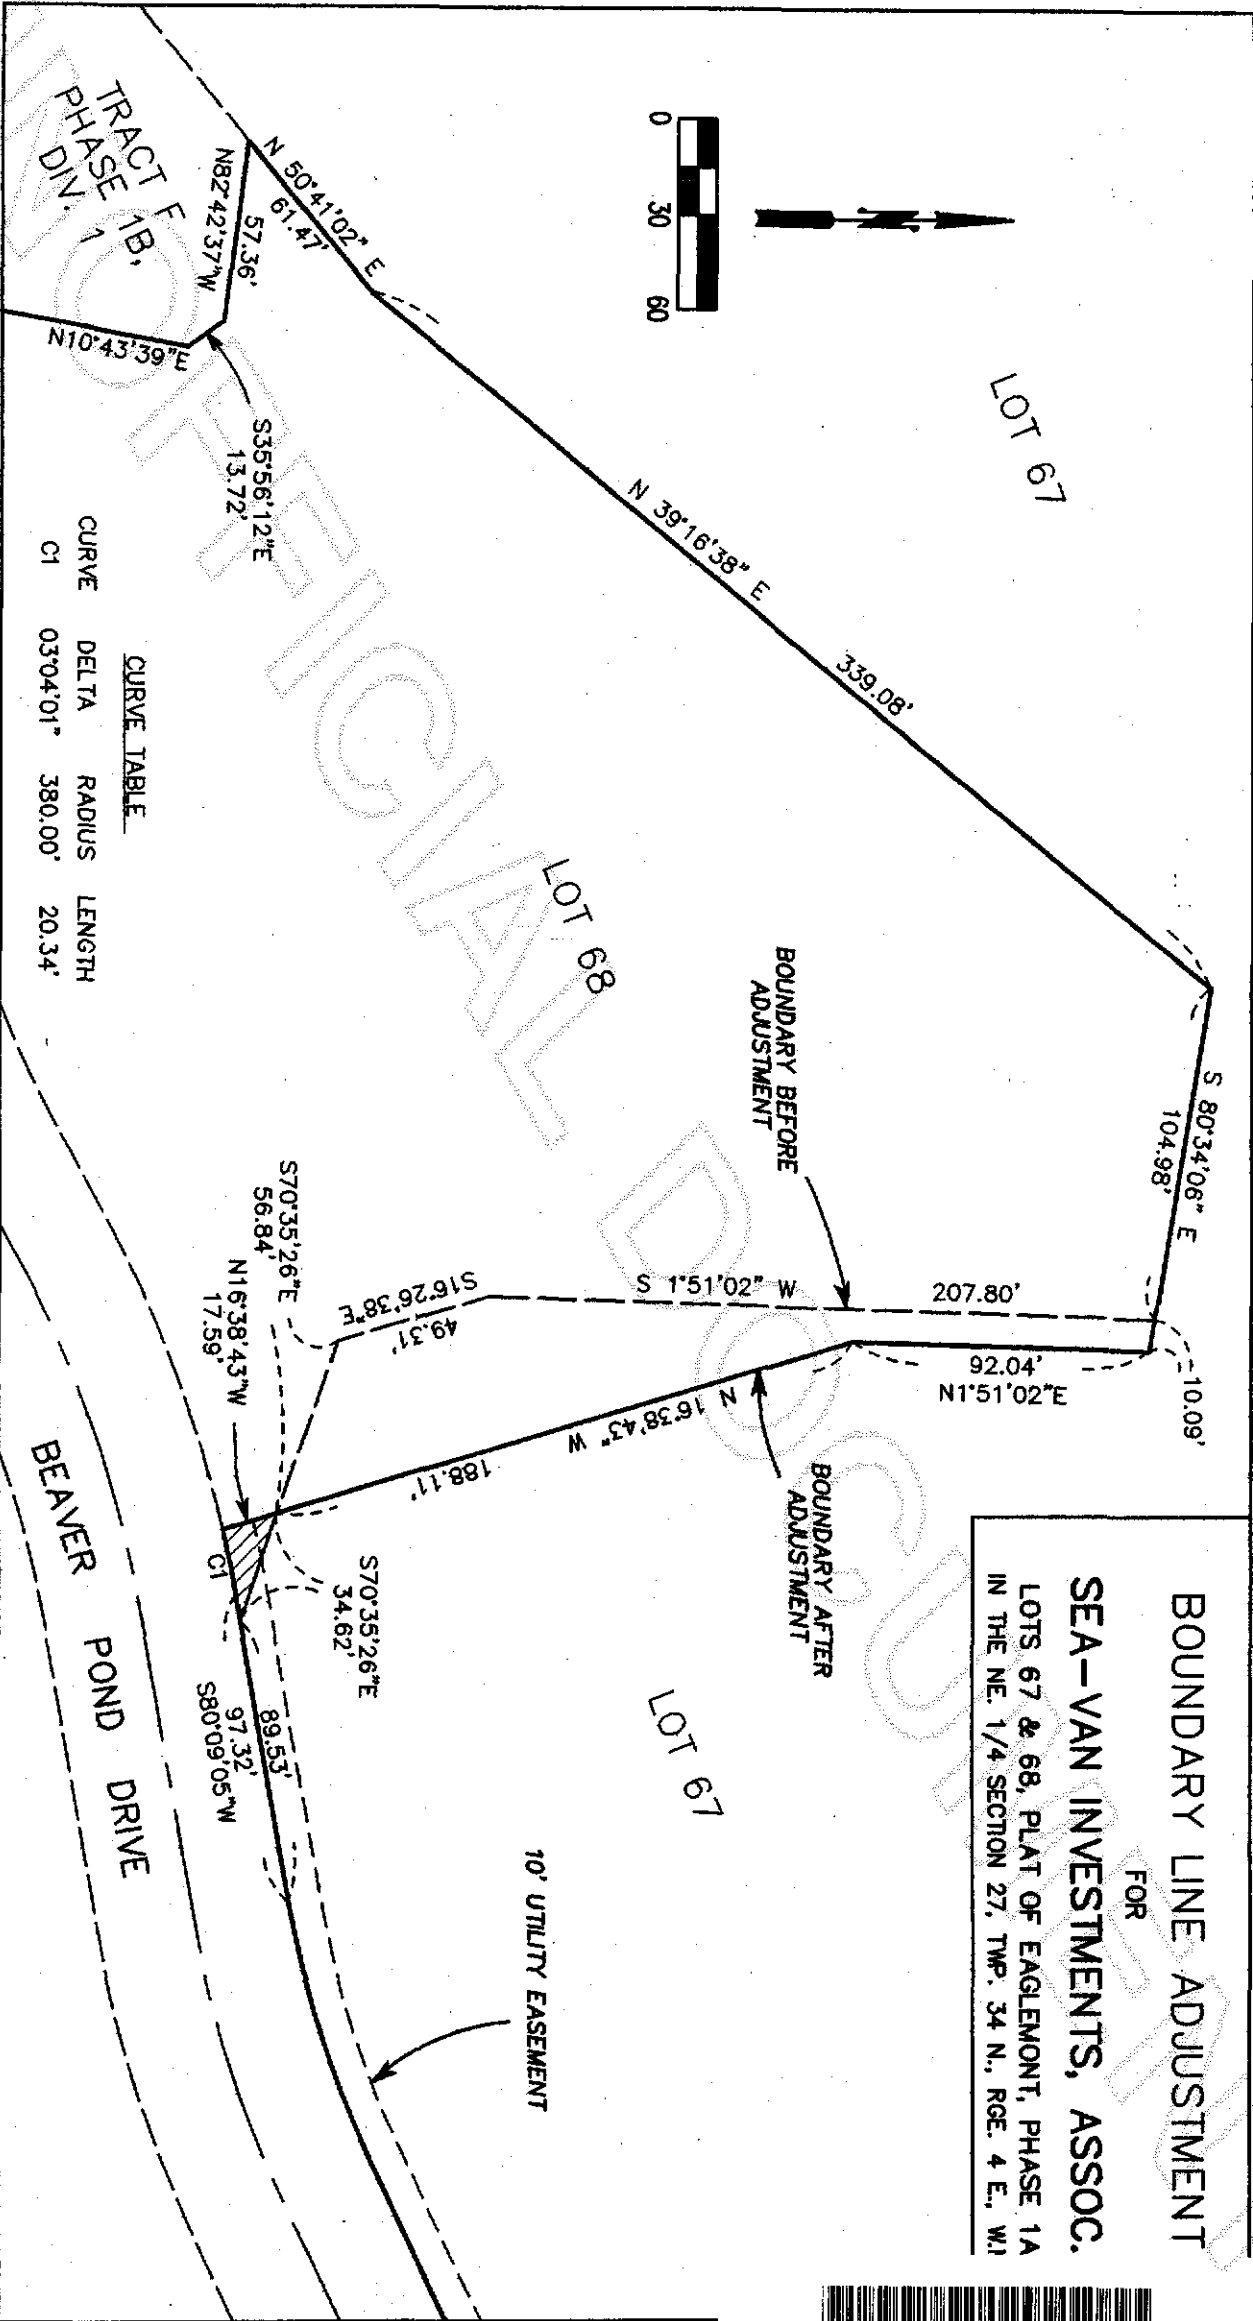 BOUNDARY LINE ADJUSTMENT
FOR
SEA-VAN INVESTMENTS, ASSOC.
LOTS 67 & 68, PLAT OF EAGLEMONT, PHASE 1A
IN THE NE. 1/4 SECTION 27, TWP. 34 N., RGE. 4 E.,
LOT 67
0 30 60
S 80°34'06" E
104.98'
10.09'
207.80'
S 1°51'02" W
92.04'
N1°51'02"E
BOUNDARY BEFORE
ADJUSTMENT
BOUNDARY AFTER
ADJUSTMENT
N 39°16'38" E
339.08'
N 16°38'43" W
188.11'
LOT 68
LOT 67
S16°26'38"E
49.31'
S70°35'26"E
56.84'
N16°38'43"W
17.59'
S70°35'26"E
34.62'
C1
89.53'
97.32'
S80°09'05"W
10' UTILITY EASEMENT
N 50°41'02" E
61.47'
57.36'
N82°42'37"W
S35°56'12"E
13.72'
N10°43'39"E
TRACT F
PHASE 1B,
DIV. 1
CURVE TABLE
CURVE DELTA RADIUS LENGTH
C1 03°04'01" 380.00' 20.34'
BEAVER POND DRIVE
UNOFFICIAL DOCUMENT